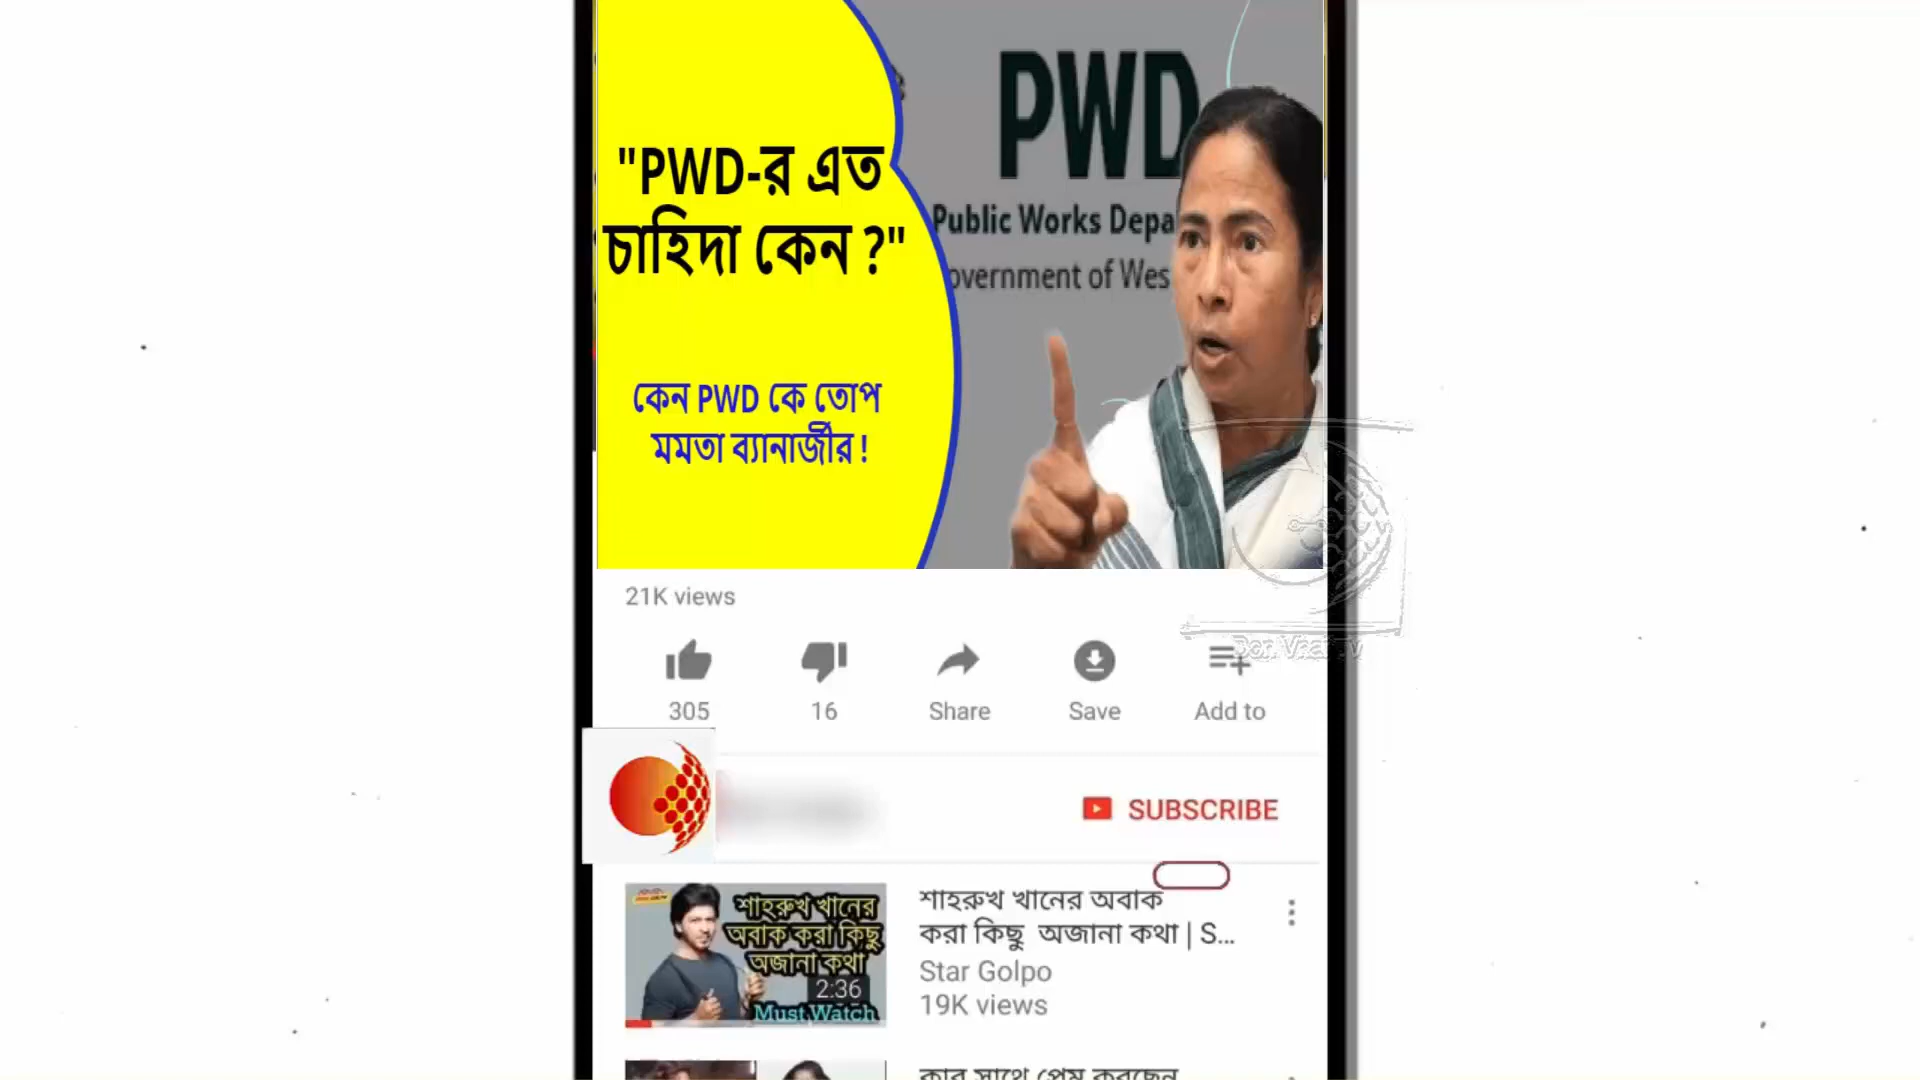 "PWD-র এত
চাহিদা কেন ?"
কেন PWD কে তোপ
মমতা ব্যানার্জীর !
PWD
Public Works Depa
overnment of Wes
21K views
305
16
Share
Save
Add to
SUBSCRIBE
শাহরুখ খানের
অবাক করা কিছু
অজানা কথা
2:36
Must Watch
শাহরুখ খানের অবাক
করা কিছু অজানা কথা | S...
Star Golpo
19K views
কার সাথে প্রেম করছেন